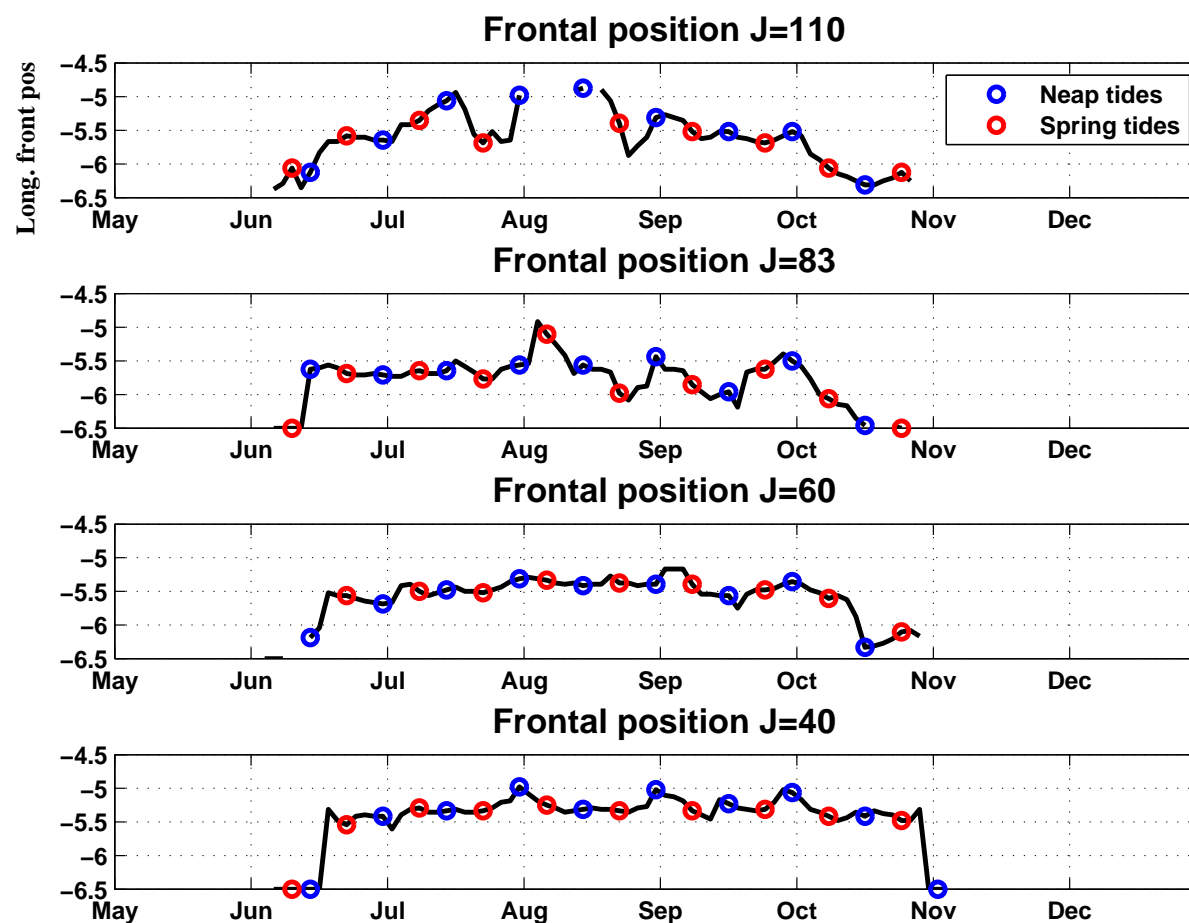 Frontal position J=110
Long. front pos
−4.5
−5
−5.5
−6
−6.5
May Jun Jul Aug Sep Oct Nov Dec
Neap tides
Spring tides
Frontal position J=83
−4.5
−5
−5.5
−6
−6.5
May Jun Jul Aug Sep Oct Nov Dec
Frontal position J=60
−4.5
−5
−5.5
−6
−6.5
May Jun Jul Aug Sep Oct Nov Dec
Frontal position J=40
−4.5
−5
−5.5
−6
−6.5
May Jun Jul Aug Sep Oct Nov Dec